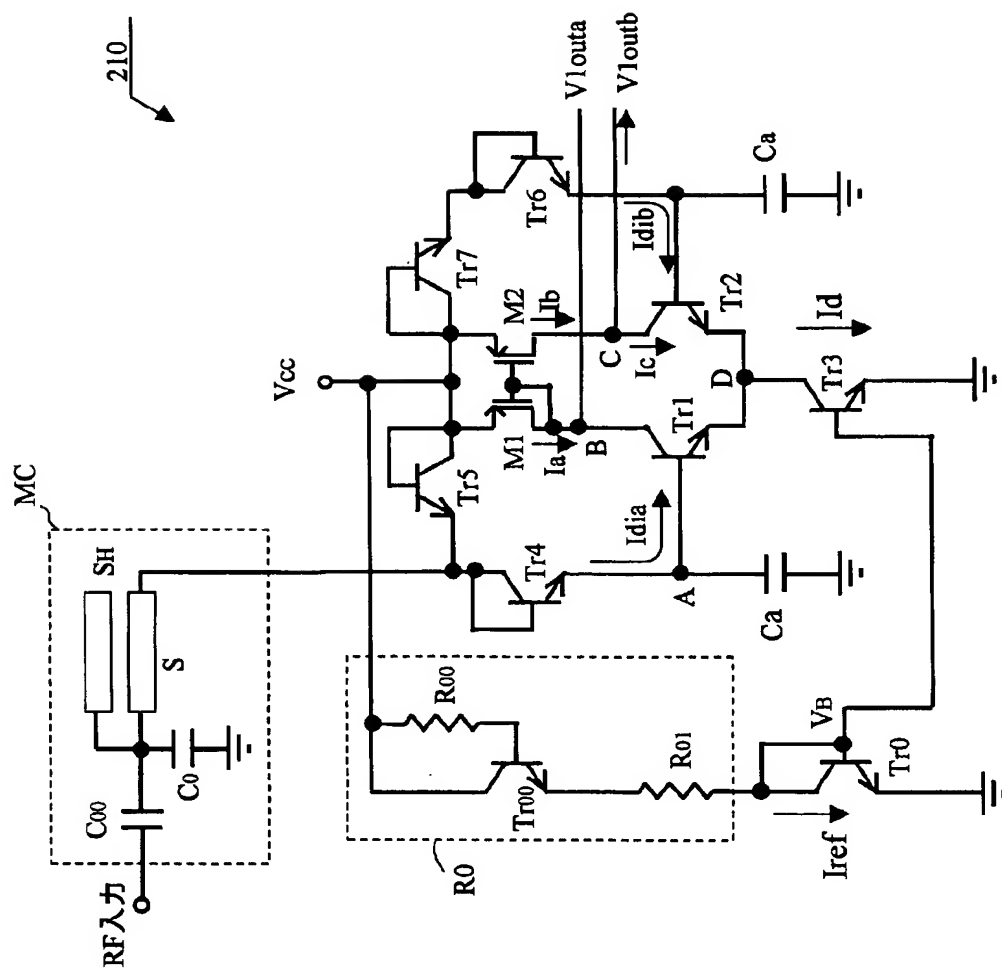 210
MC
SH
S
C00
C0
RF入力
Vcc
Tr7
Tr6
Tr5
Tr4
M1
M2
Ia
Ib
V1outa
V1outb
B
C
Ic
Idia
Idib
Tr1
Tr2
A
D
Ca
Ca
Tr3
Id
R00
Tr00
R01
R0
VB
Tr0
Iref